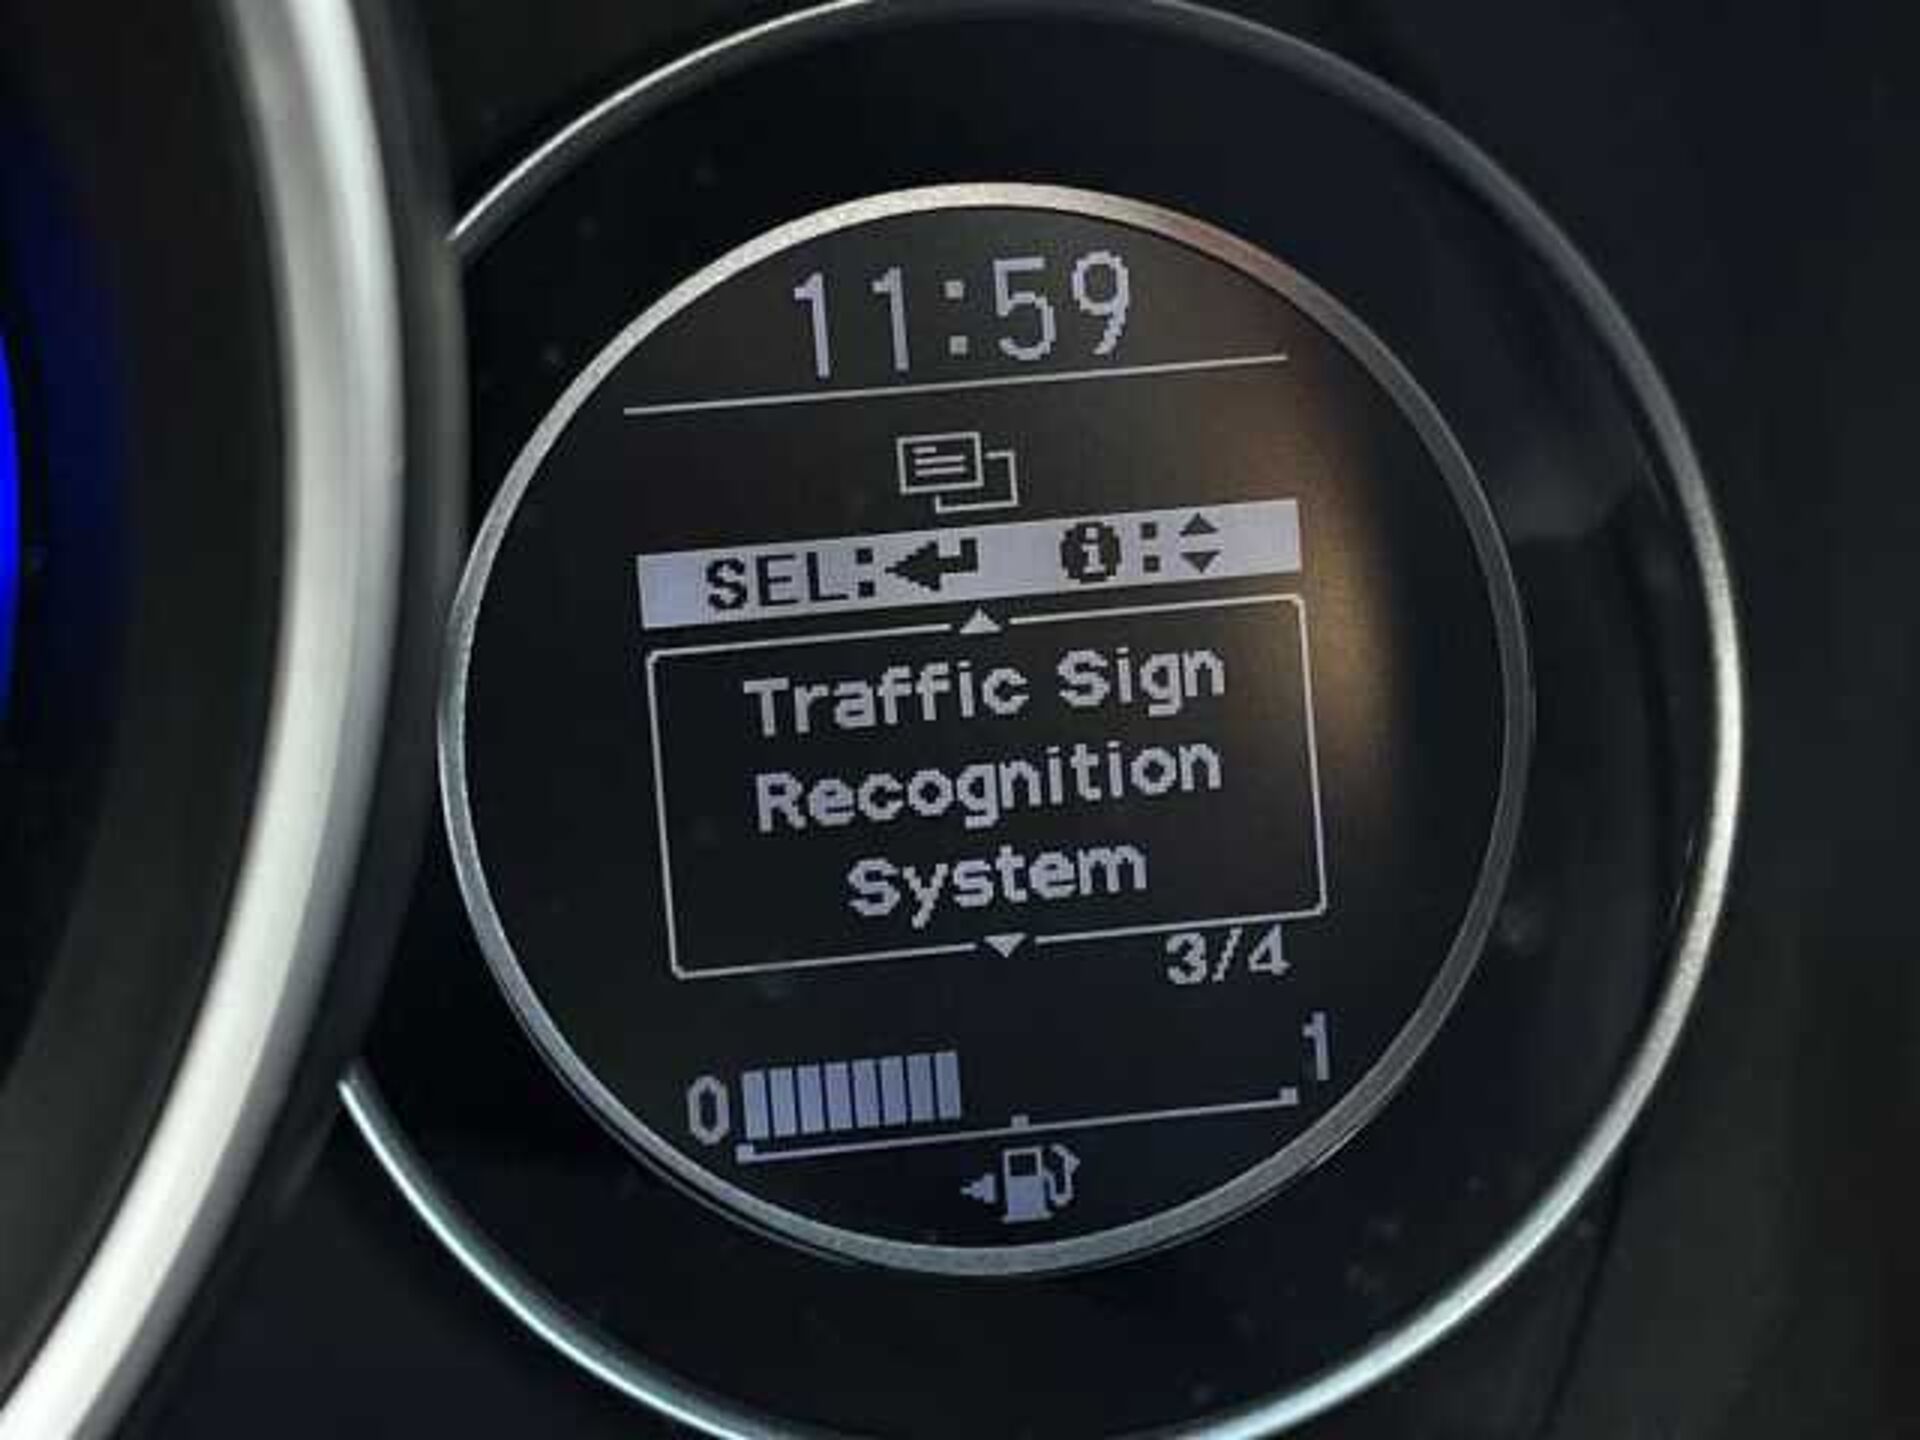 11:59
SEL: i:
Traffic Sign
Recognition
System
3/4
0 1